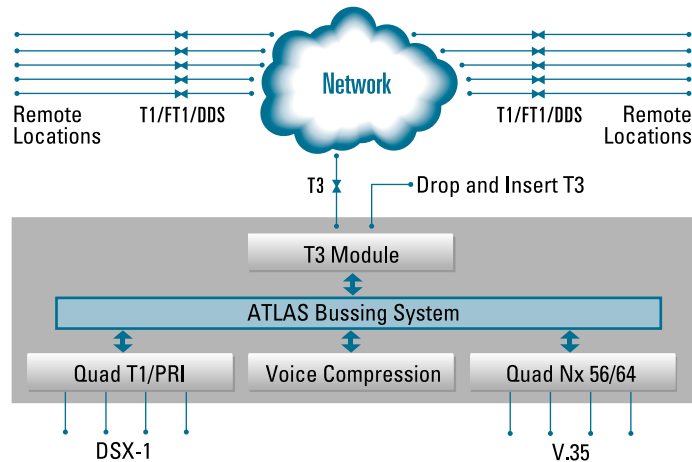 Network
Remote
Locations
T1/FT1/DDS
T1/FT1/DDS
Remote
Locations
T3
Drop and Insert T3
T3 Module
ATLAS Bussing System
Quad T1/PRI
Voice Compression
Quad Nx 56/64
DSX-1
V.35